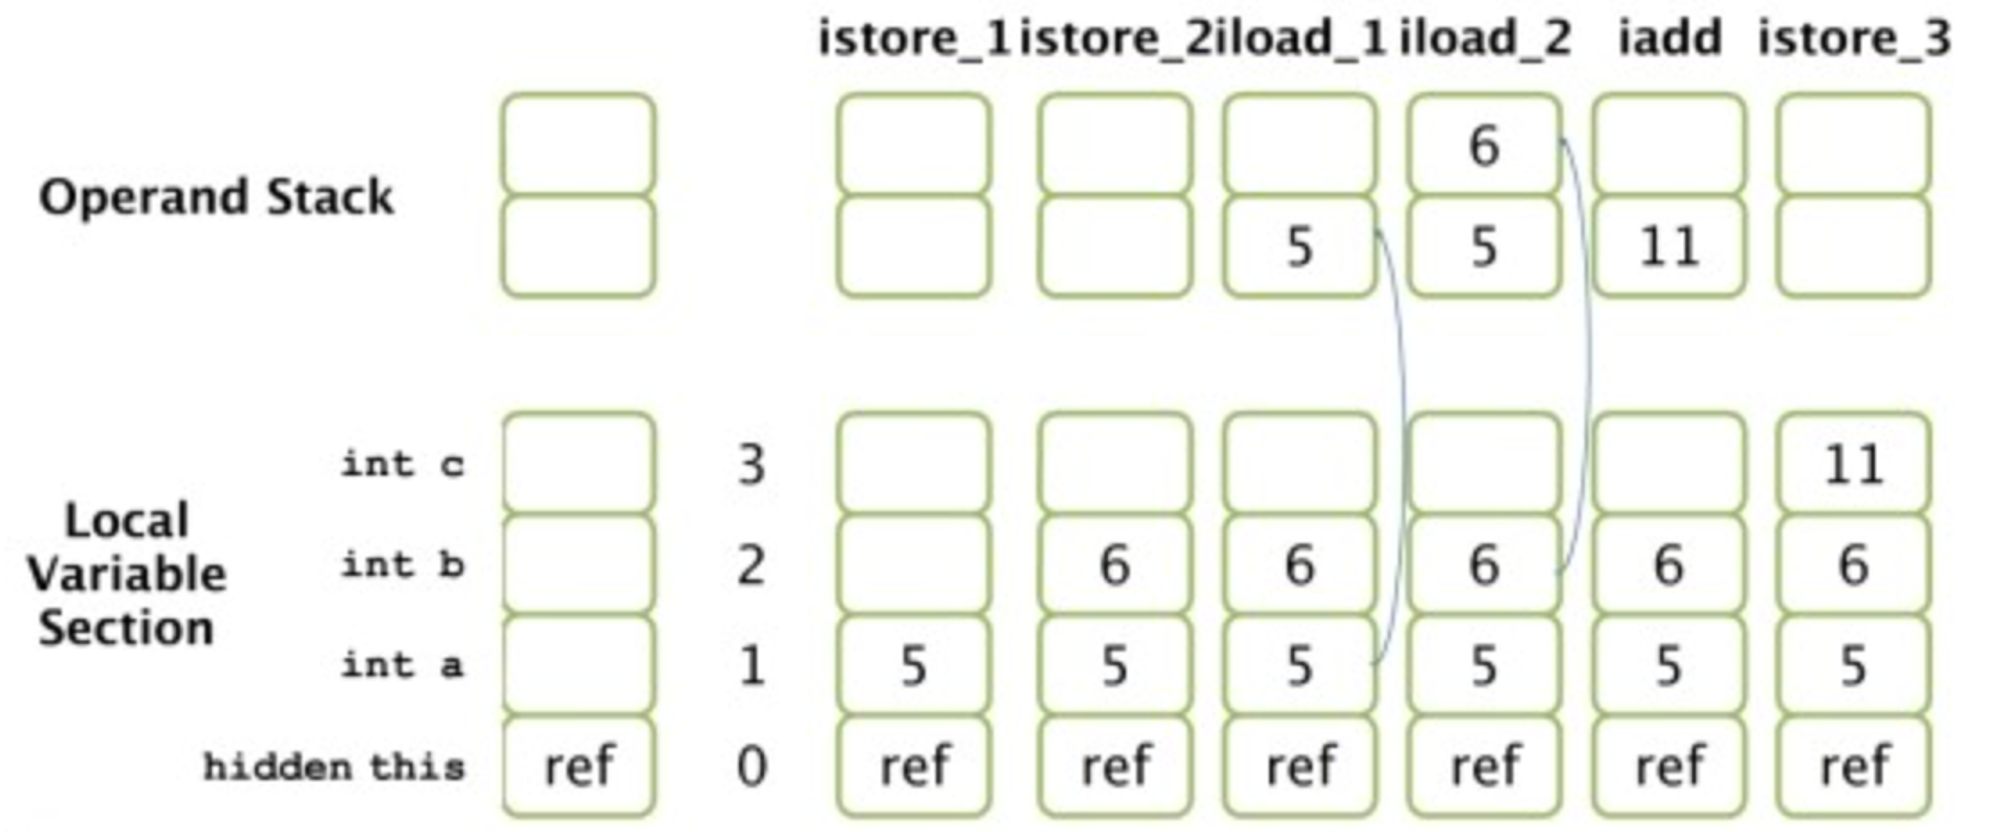 istore_1 istore_2 iload_1 iload_2 iadd istore_3
6
Operand Stack
5 5 11
int c 3 11
Local
Variable
Section
int b 2 6 6 6 6 6
int a 1 5 5 5 5 5 5
hidden this ref 0 ref ref ref ref ref ref